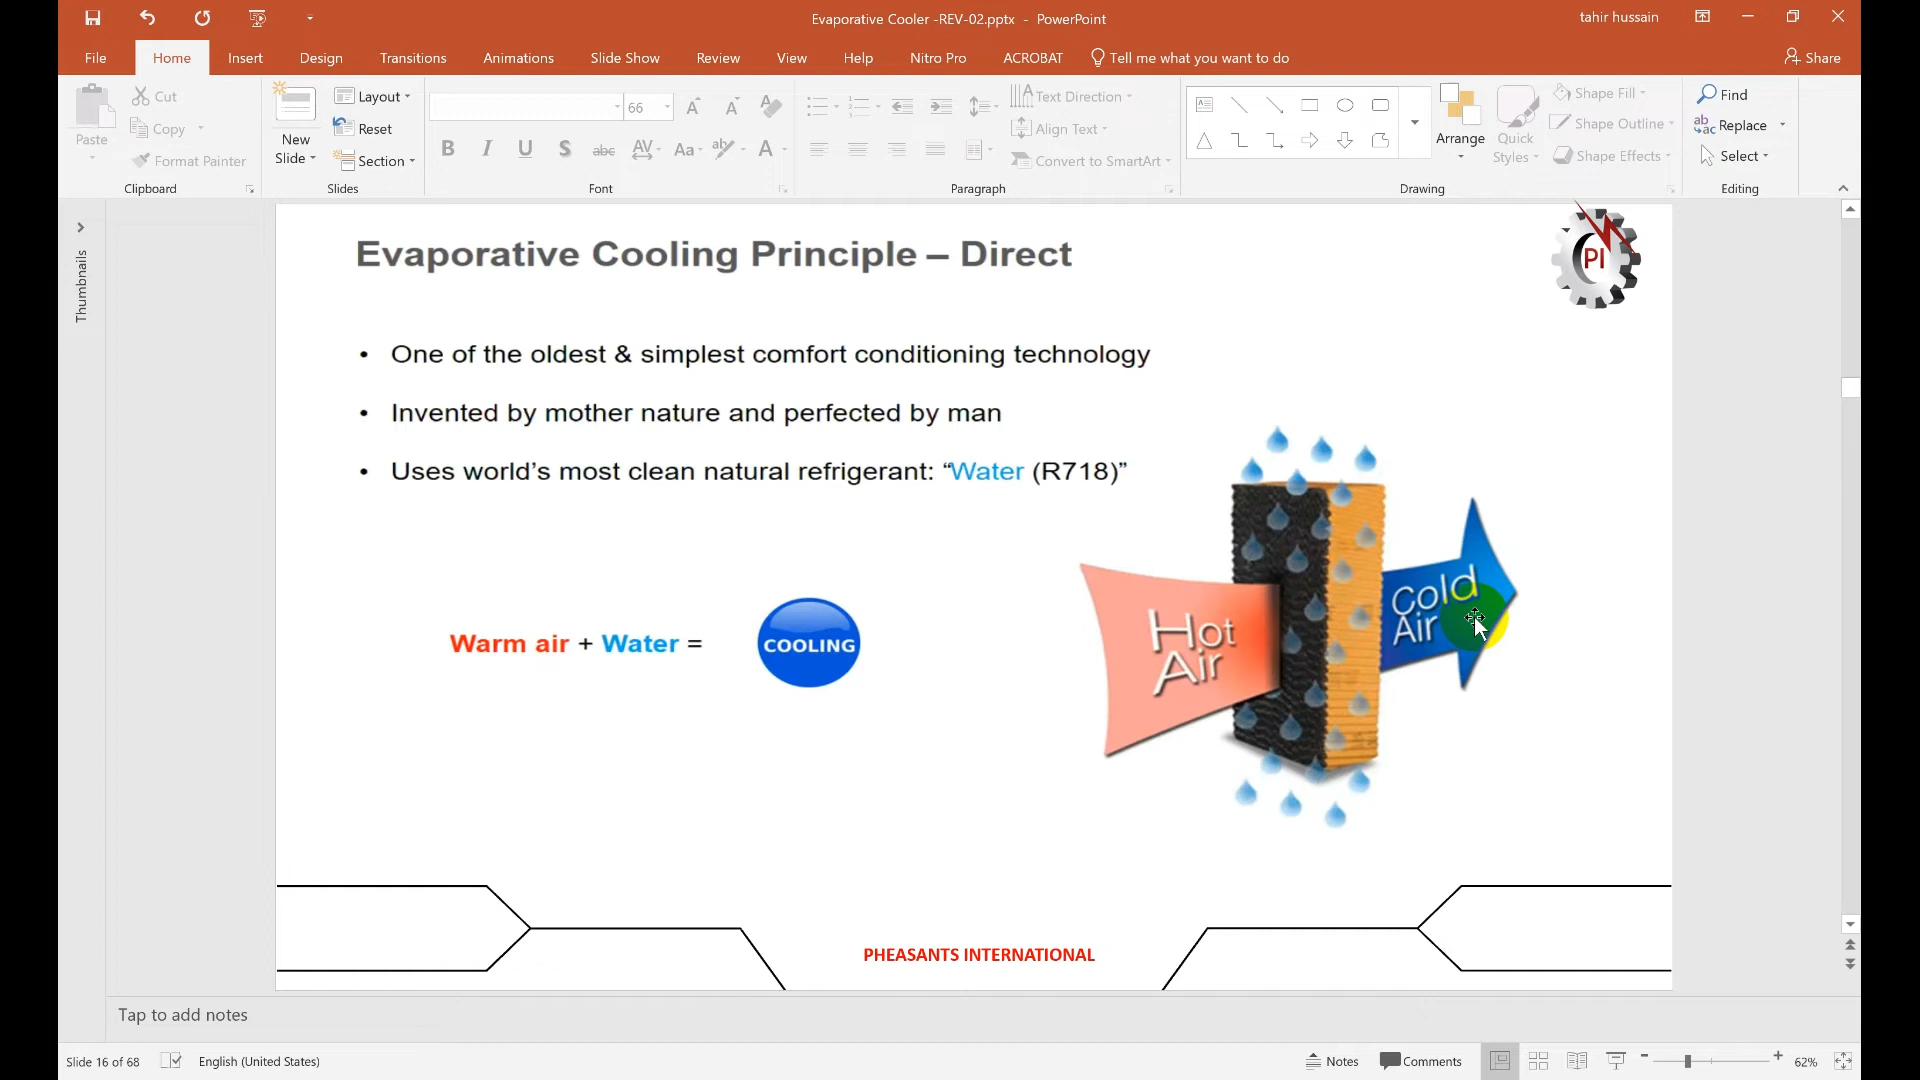 Evaporative Cooler -REV-02.pptx - PowerPoint
tahir hussain
File Home Insert Design Transitions Animations Slide Show Review View Help Nitro Pro ACROBAT Tell me what you want to do Share
Paste
Cut
Copy
Format Painter
Clipboard
New Slide
Layout
Reset
Section
Slides
66
B I U S abc AV Aa A
Font
Text Direction
Align Text
Convert to SmartArt
Paragraph
Arrange
Quick Styles
Shape Fill
Shape Outline
Shape Effects
Drawing
Find
Replace
Select
Editing
Thumbnails
Evaporative Cooling Principle – Direct
PI
• One of the oldest & simplest comfort conditioning technology
• Invented by mother nature and perfected by man
• Uses world's most clean natural refrigerant: “Water (R718)”
Warm air + Water =
COOLING
Hot
Air
Cold
Air
PHEASANTS INTERNATIONAL
Tap to add notes
Slide 16 of 68 English (United States) Notes Comments 62%